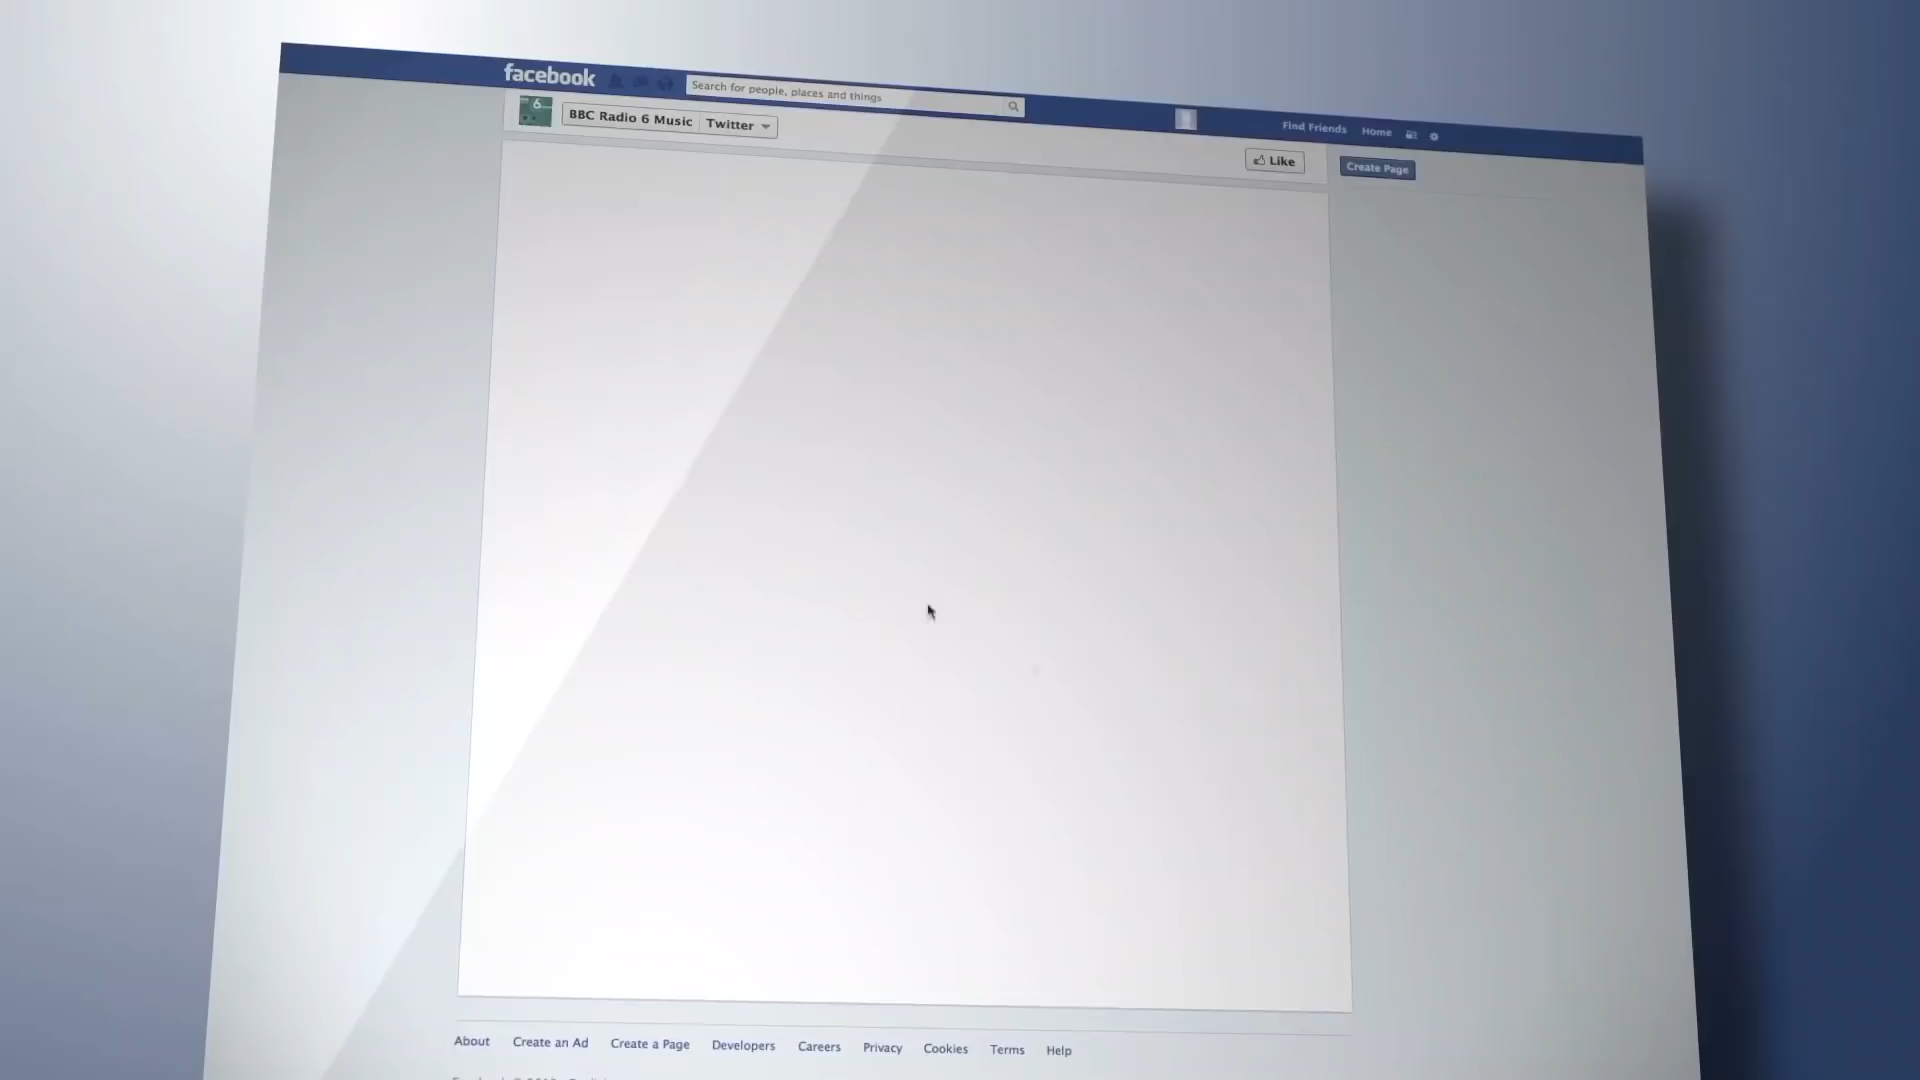 facebook
Search for people, places and things
Find Friends
Home
6
BBC Radio 6 Music
Twitter
Like
Create Page
About
Create an Ad
Create a Page
Developers
Careers
Privacy
Cookies
Terms
Help